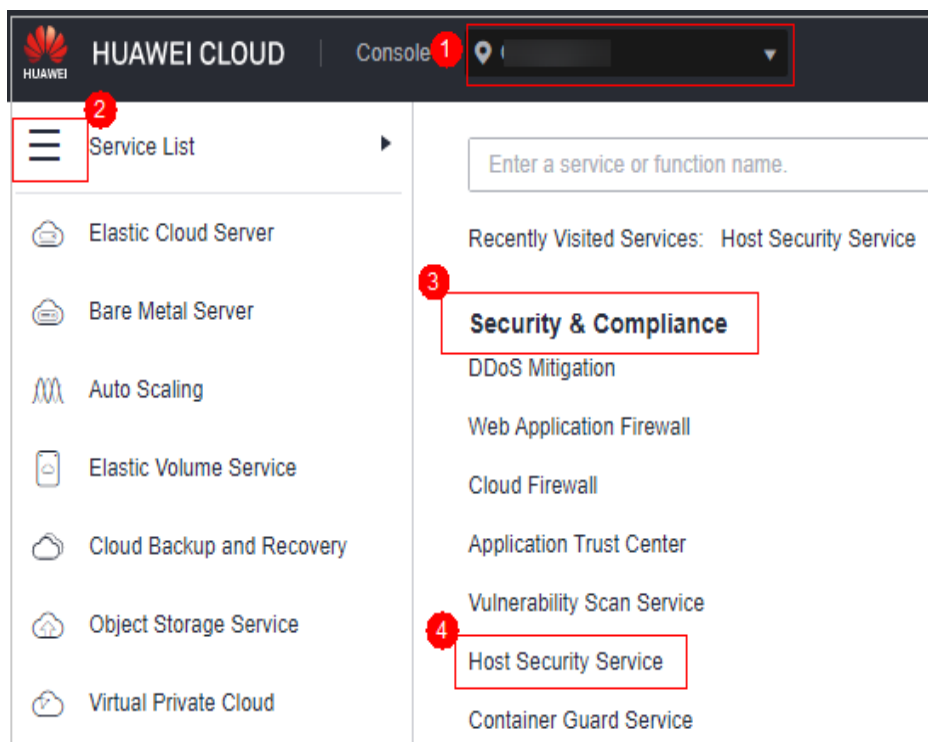 HUAWEI
HUAWEI CLOUD
Console
1
2
Service List
Elastic Cloud Server
Bare Metal Server
Auto Scaling
Elastic Volume Service
Cloud Backup and Recovery
Object Storage Service
Virtual Private Cloud
Enter a service or function name.
Recently Visited Services: Host Security Service
3
Security & Compliance
DDoS Mitigation
Web Application Firewall
Cloud Firewall
Application Trust Center
Vulnerability Scan Service
4
Host Security Service
Container Guard Service